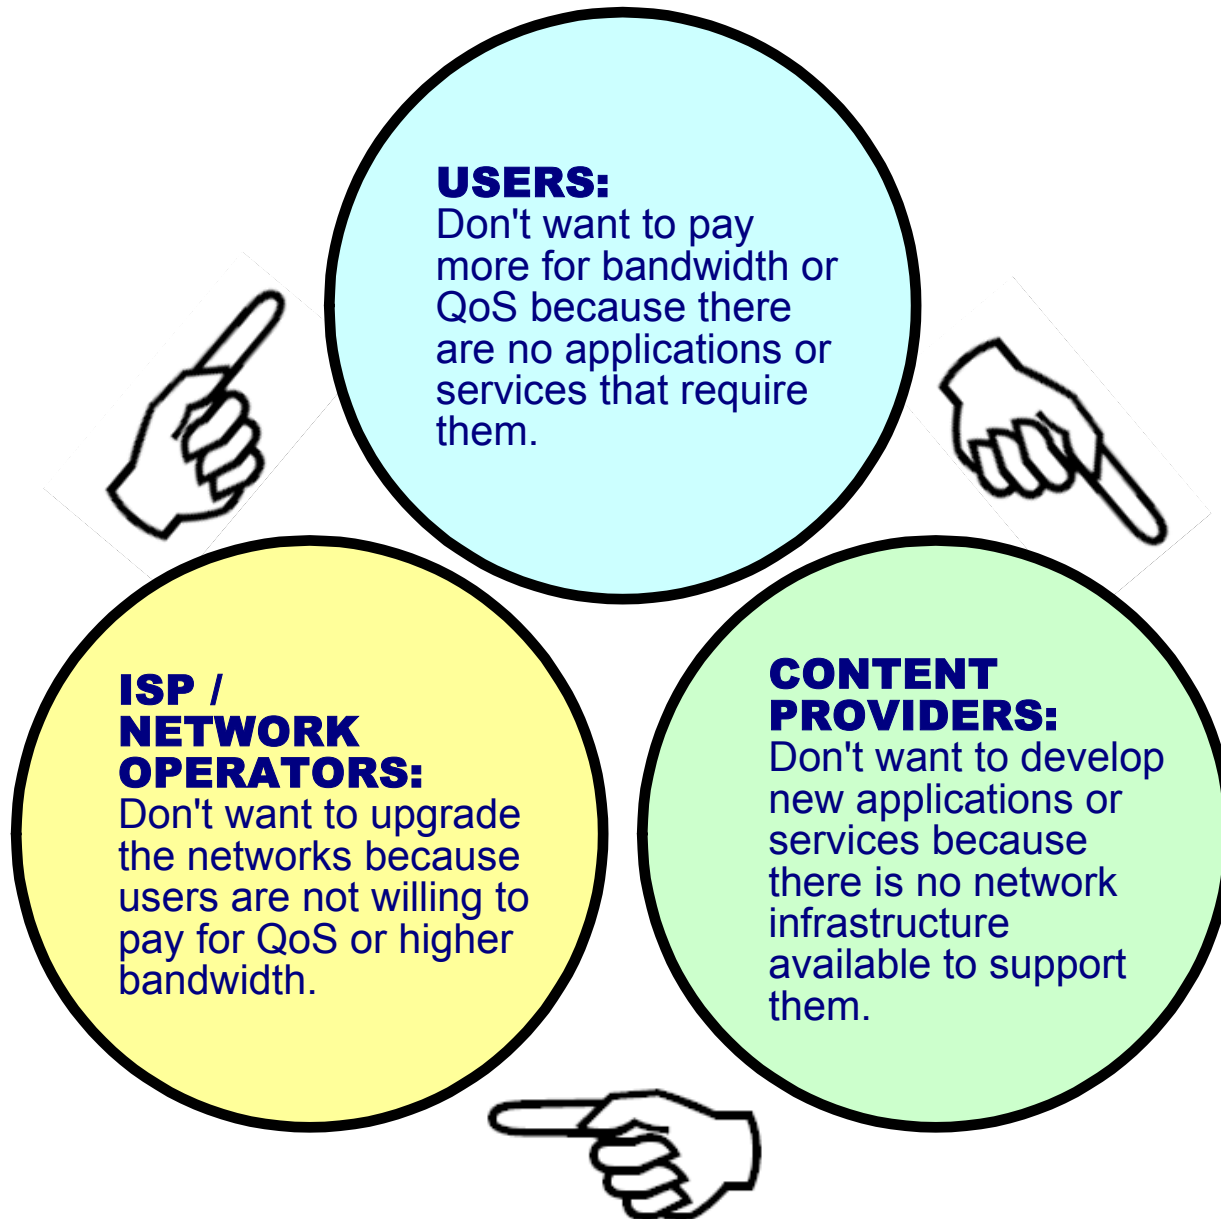 USERS:
Don't want to pay
more for bandwidth or
QoS because there
are no applications or
services that require
them.
ISP /
NETWORK
OPERATORS:
Don't want to upgrade
the networks because
users are not willing to
pay for QoS or higher
bandwidth.
CONTENT
PROVIDERS:
Don't want to develop
new applications or
services because
there is no network
infrastructure
available to support
them.